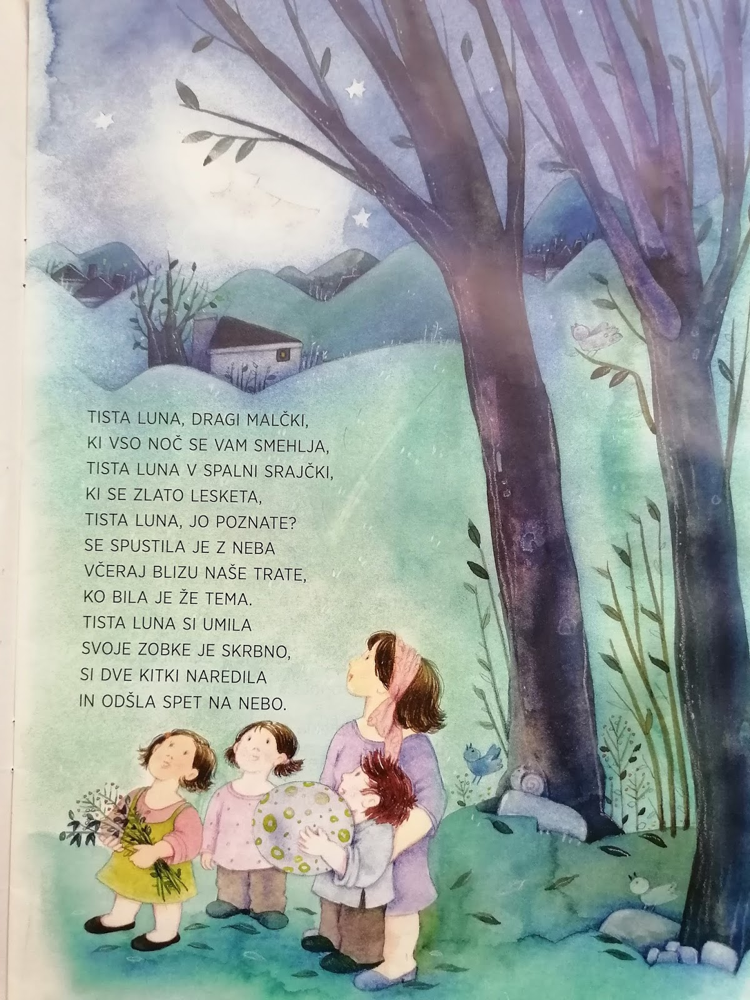 TISTA LUNA, DRAGI MALČKI,
KI VSO NOČ SE VAM SMEHLJA,
TISTA LUNA V SPALNI SRAJČKI,
KI SE ZLATO LESKETA,
TISTA LUNA, JO POZNATE?
SE SPUSTILA JE Z NEBA
VČERAJ BLIZU NAŠE TRATE,
KO BILA JE ŽE TEMA.
TISTA LUNA SI UMILA
SVOJE ZOBKE JE SKRBNO,
SI DVE KITKI NAREDILA
IN ODŠLA SPET NA NEBO.